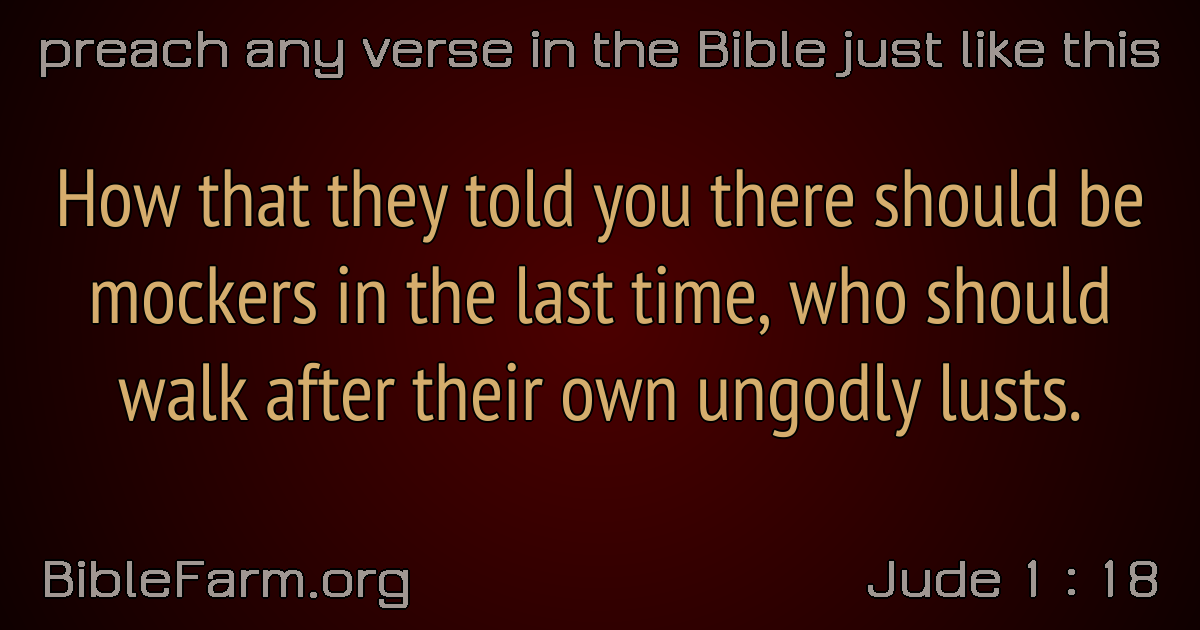 preach any verse in the Bible just like this
How that they told you there should be
mockers in the last time, who should
walk after their own ungodly lusts.
BibleFarm.org
Jude 1 : 18